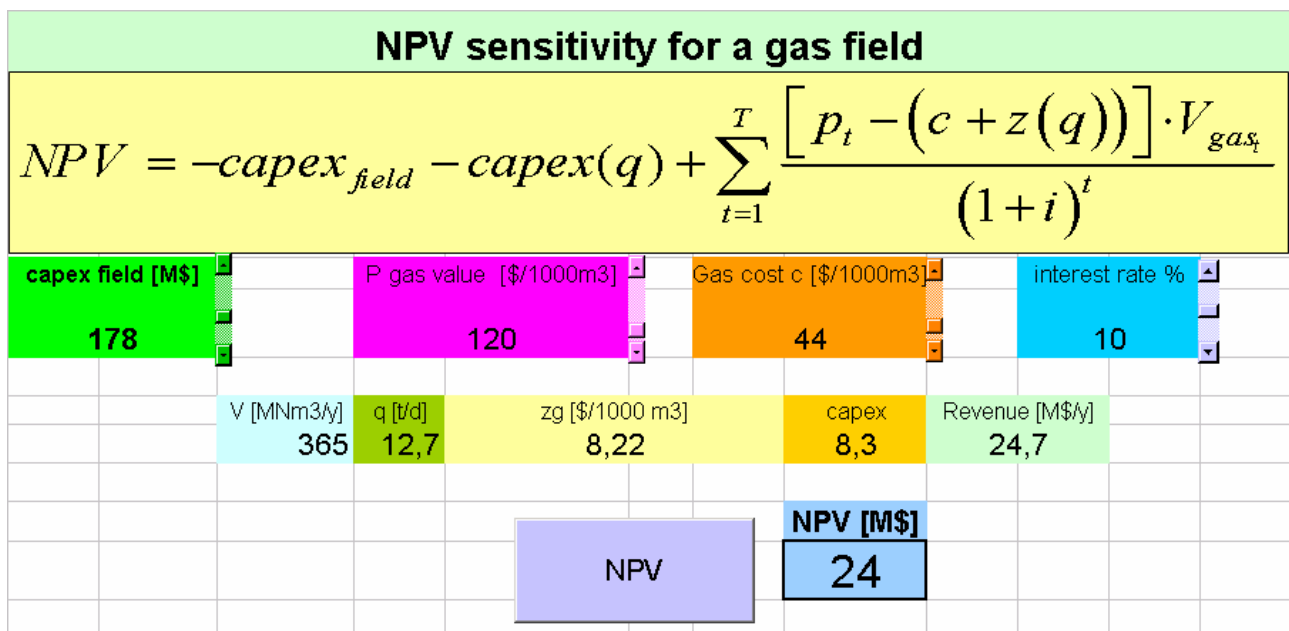 NPV sensitivity for a gas field
NPV = −capex_field − capex(q) + ∑_{t=1}^{T} [p_t − (c + z(q))] · V_{gas_t} / (1 + i)^t
capex field [M$] P gas value [$/1000m3] Gas cost c [$/1000m3] interest rate %
178 120 44 10
V [MNm3/y] q [t/d] zg [$/1000 m3] capex Revenue [M$/y]
365 12,7 8,22 8,3 24,7
NPV [M$]
NPV 24